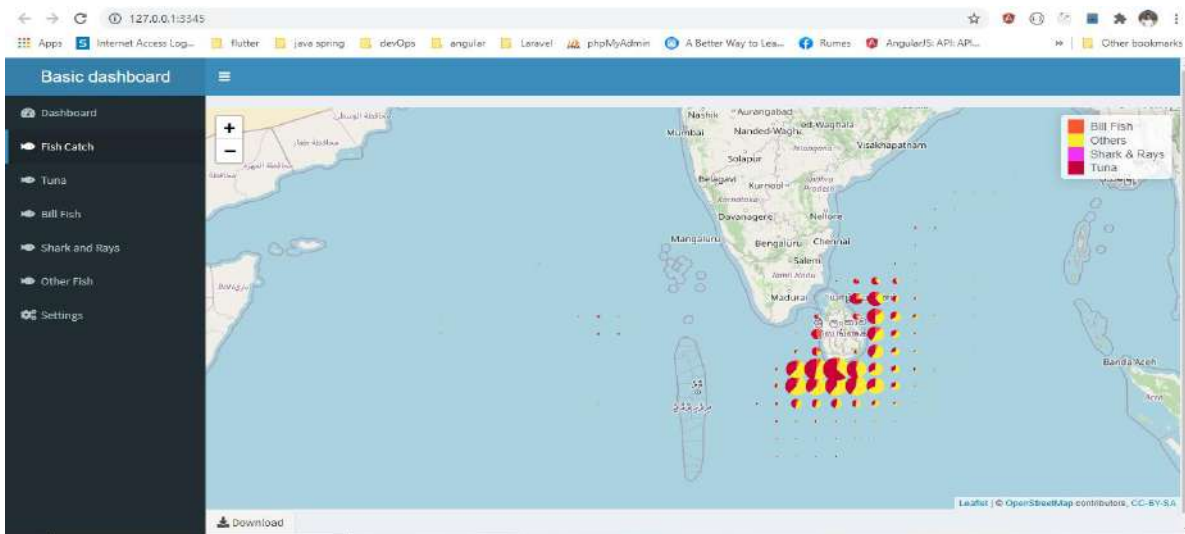 127.0.0.1:3345
Apps
Internet Access Log...
flutter
java spring
devOps
angular
Laravel
phpMyAdmin
A Better Way to Lea...
Rumes
AngularJS: API: API...
Other bookmarks
Basic dashboard
Dashboard
Fish Catch
Tuna
Bill Fish
Shark and Rays
Other Fish
Settings
+
−
Bill Fish
Others
Shark & Rays
Tuna
Nashik
Aurangabad
Mumbai
Nanded-Waghala
Visakhapatnam
Solapur
Belagavi
Kurnool
Davanagere
Nellore
Mangaluru
Bengaluru
Chennai
Salem
Tamil Nadu
Madurai
Banda Aceh
Aceh
Leaflet | © OpenStreetMap contributors, CC-BY-SA
Download